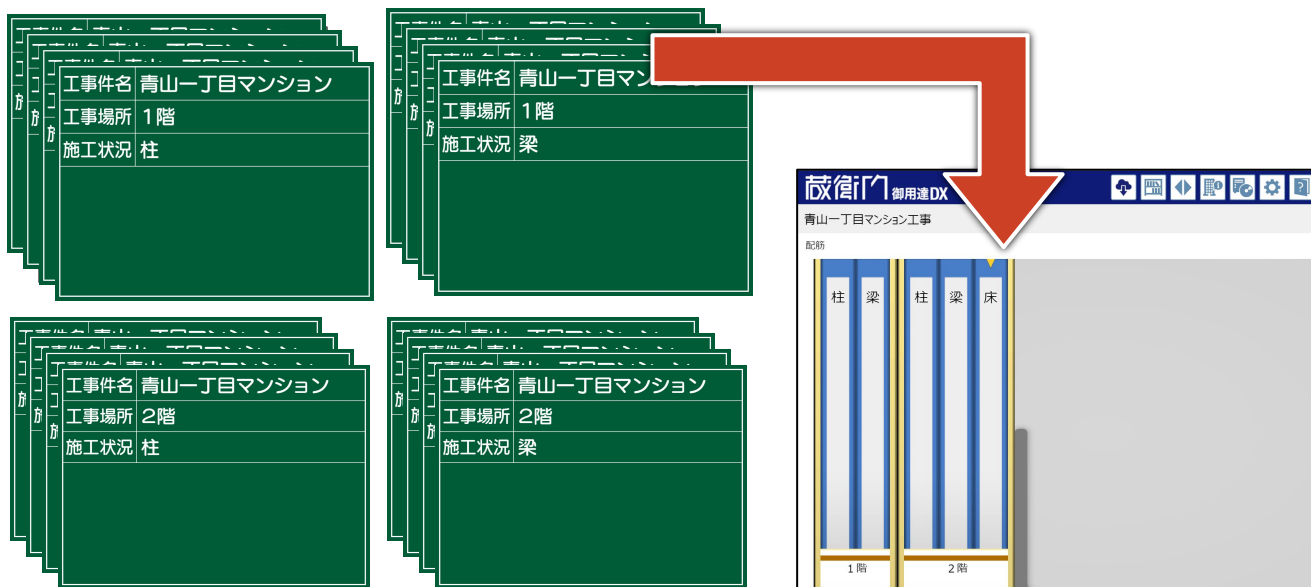 工事件名 青山一丁目マンション
工事場所 1階
施工状況 柱
工事件名 青山一丁目マンション
工事場所 1階
施工状況 梁
工事件名 青山一丁目マンション
工事場所 2階
施工状況 柱
工事件名 青山一丁目マンション
工事場所 2階
施工状況 梁
蔵衛門 御用達DX
青山一丁目マンション工事
配筋
柱 梁 柱 梁 床
1階 2階